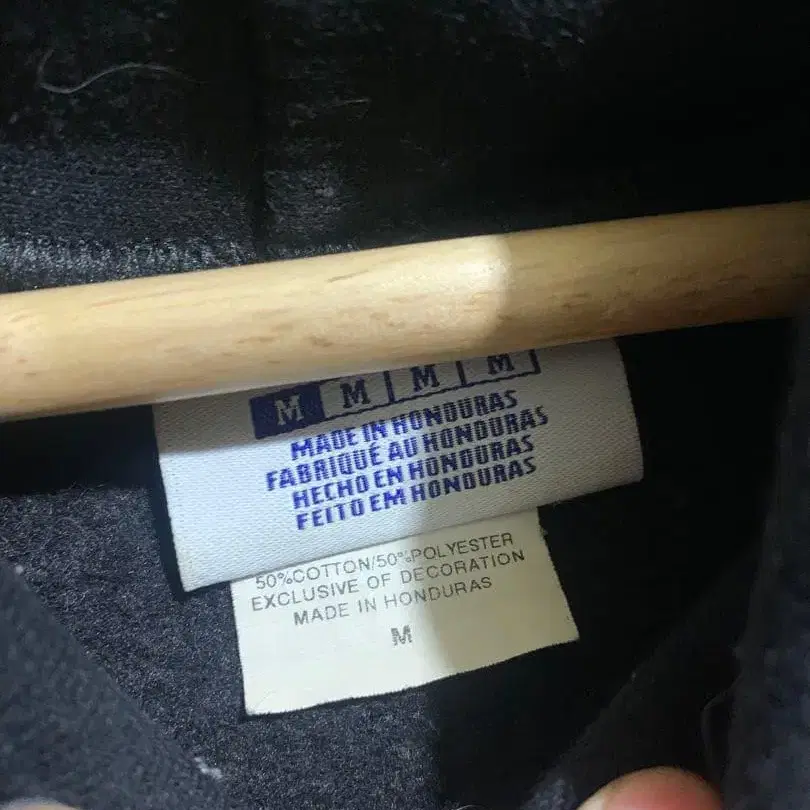 M M M M
MADE IN HONDURAS
FABRIQUÉ AU HONDURAS
HECHO EN HONDURAS
FEITO EM HONDURAS
50%COTTON/50%POLYESTER
EXCLUSIVE OF DECORATION
MADE IN HONDURAS
M